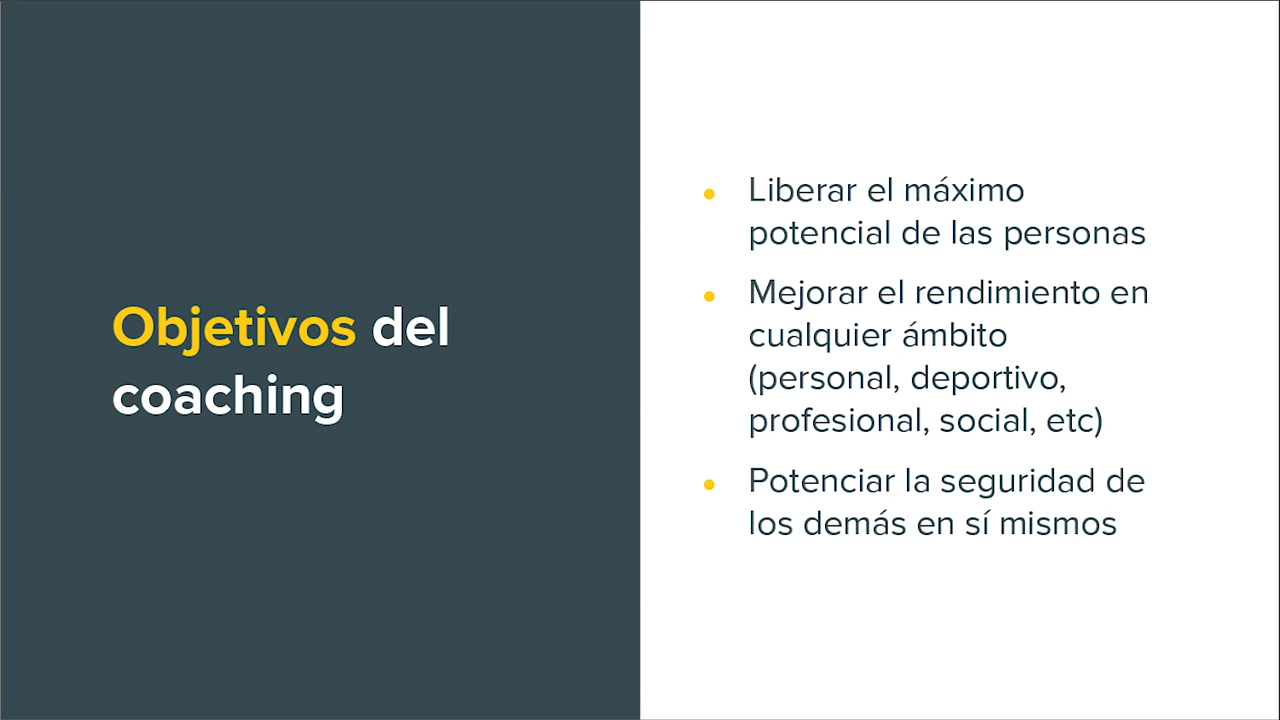 Objetivos del
coaching
Liberar el máximo
potencial de las personas
Mejorar el rendimiento en
cualquier ámbito
(personal, deportivo,
profesional, social, etc)
Potenciar la seguridad de
los demás en sí mismos